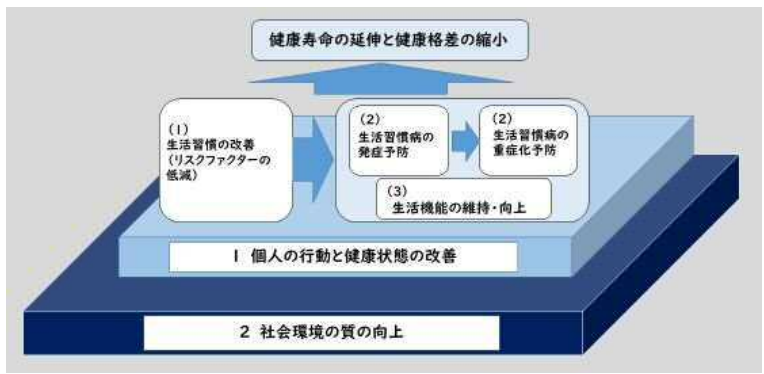 健康寿命の延伸と健康格差の縮小
(1)
生活習慣の改善
(リスクファクターの
低減)
(2)
生活習慣病の
発症予防
(2)
生活習慣病の
重症化予防
(3)
生活機能の維持・向上
1 個人の行動と健康状態の改善
2 社会環境の質の向上